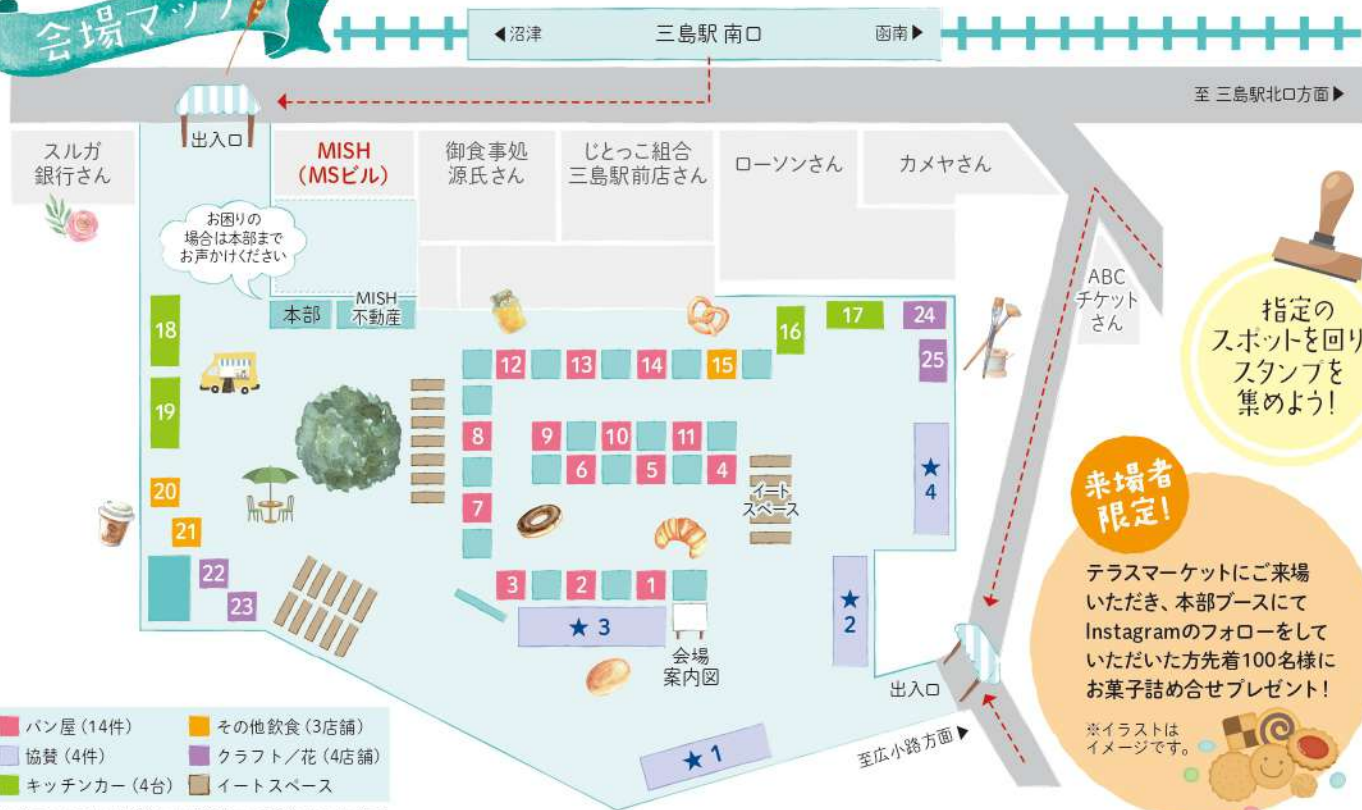 会場マップ
◀沼津
三島駅 南口
函南▶
至 三島駅北口方面▶
出入口
スルガ
銀行さん
MISH
(MSビル)
御食事処
源氏さん
じとっこ組合
三島駅前店さん
ローソンさん
カメヤさん
お困りの
場合は本部まで
お声かけください
ABC
チケット
さん
本部
MISH
不動産
指定の
スポットを回り
スタンプを
集めよう!
18
16
17
24
12
13
14
15
25
19
8
9
10
11
6
5
4
★
4
イート
スペース
20
7
21
22
3
2
1
23
★ 3
★
2
会場
案内図
出入口
★ 1
至広小路方面▶
来場者
限定!
テラスマーケットにご来場
いただき、本部ブースにて
Instagramのフォローをして
いただいた方先着100名様に
お菓子詰め合せプレゼント!
※イラストは
イメージです。
パン屋(14件)
その他飲食(3店舗)
協賛(4件)
クラフト/花(4店舗)
キッチンカー(4台)
イートスペース